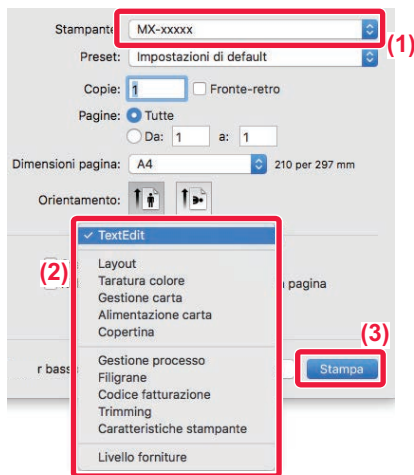 Stampante: MX-xxxxx
(1)
Preset: Impostazioni di default
Copie: 1 Fronte-retro
Pagine: Tutte
Da: 1 a: 1
Dimensioni pagina: A4 210 per 297 mm
Orientamento:
✓ TextEdit
(2)
Layout
Taratura colore
pagina
Gestione carta
Alimentazione carta
Copertina
(3)
Gestione processo
r bass Stampa
Filigrane
Codice fatturazione
Trimming
Caratteristiche stampante
Livello forniture